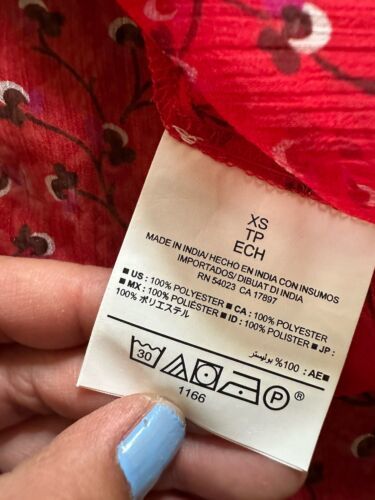 XS
TP
ECH
MADE IN INDIA/ HECHO EN INDIA CON INSUMOS
IMPORTADOS/ DIBUAT DI INDIA
RN 54023 CA 17897
■ US : 100% POLYESTER ■ CA : 100% POLYESTER
■ MX : 100% POLIÉSTER ■ ID : 100% POLISTER ■ JP :
100% ポリエステル
■ AE : 100% بوليستر
30 P ®
1166